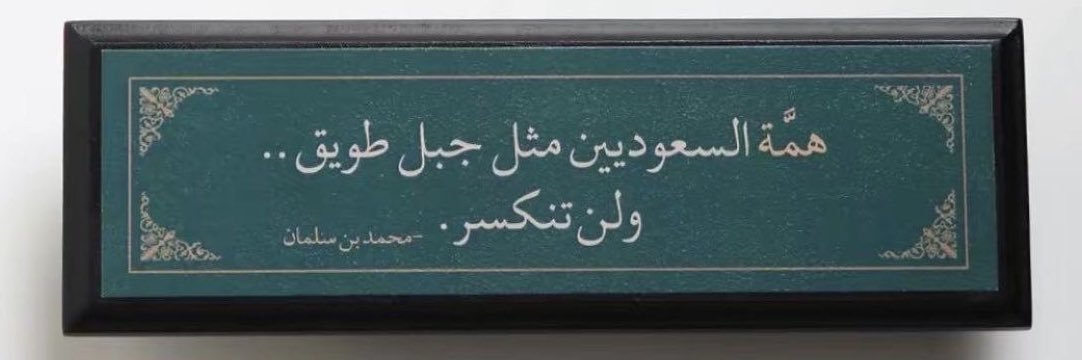 همَّة السعوديين مثل جبل طويق..
ولن تنكسر. -محمد بن سلمان